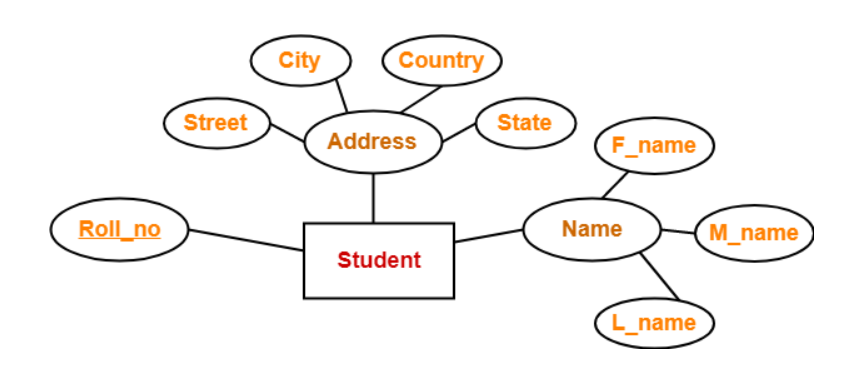 City
Country
Street
Address
State
F_name
Roll_no
Name
M_name
Student
L_name